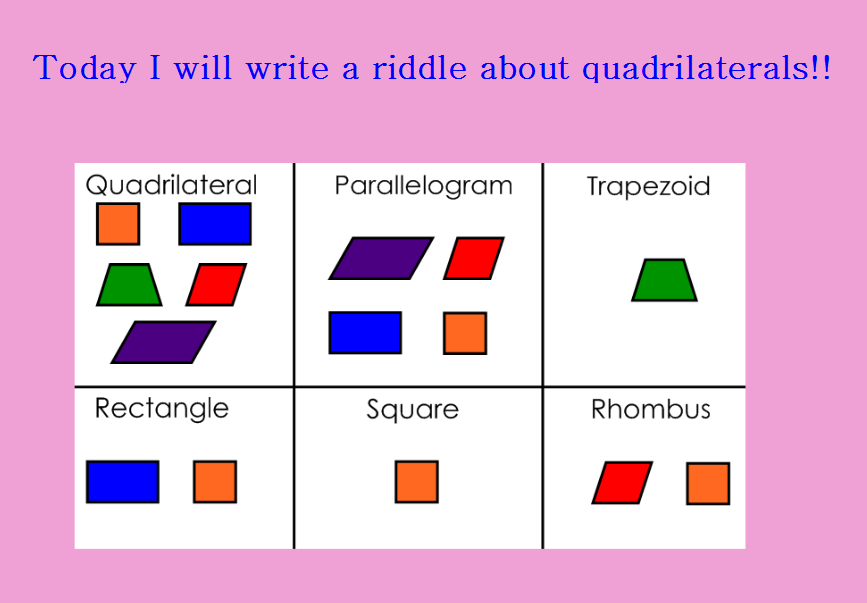 Today I will write a riddle about quadrilaterals!!
Quadrilateral
Parallelogram
Trapezoid
Rectangle
Square
Rhombus